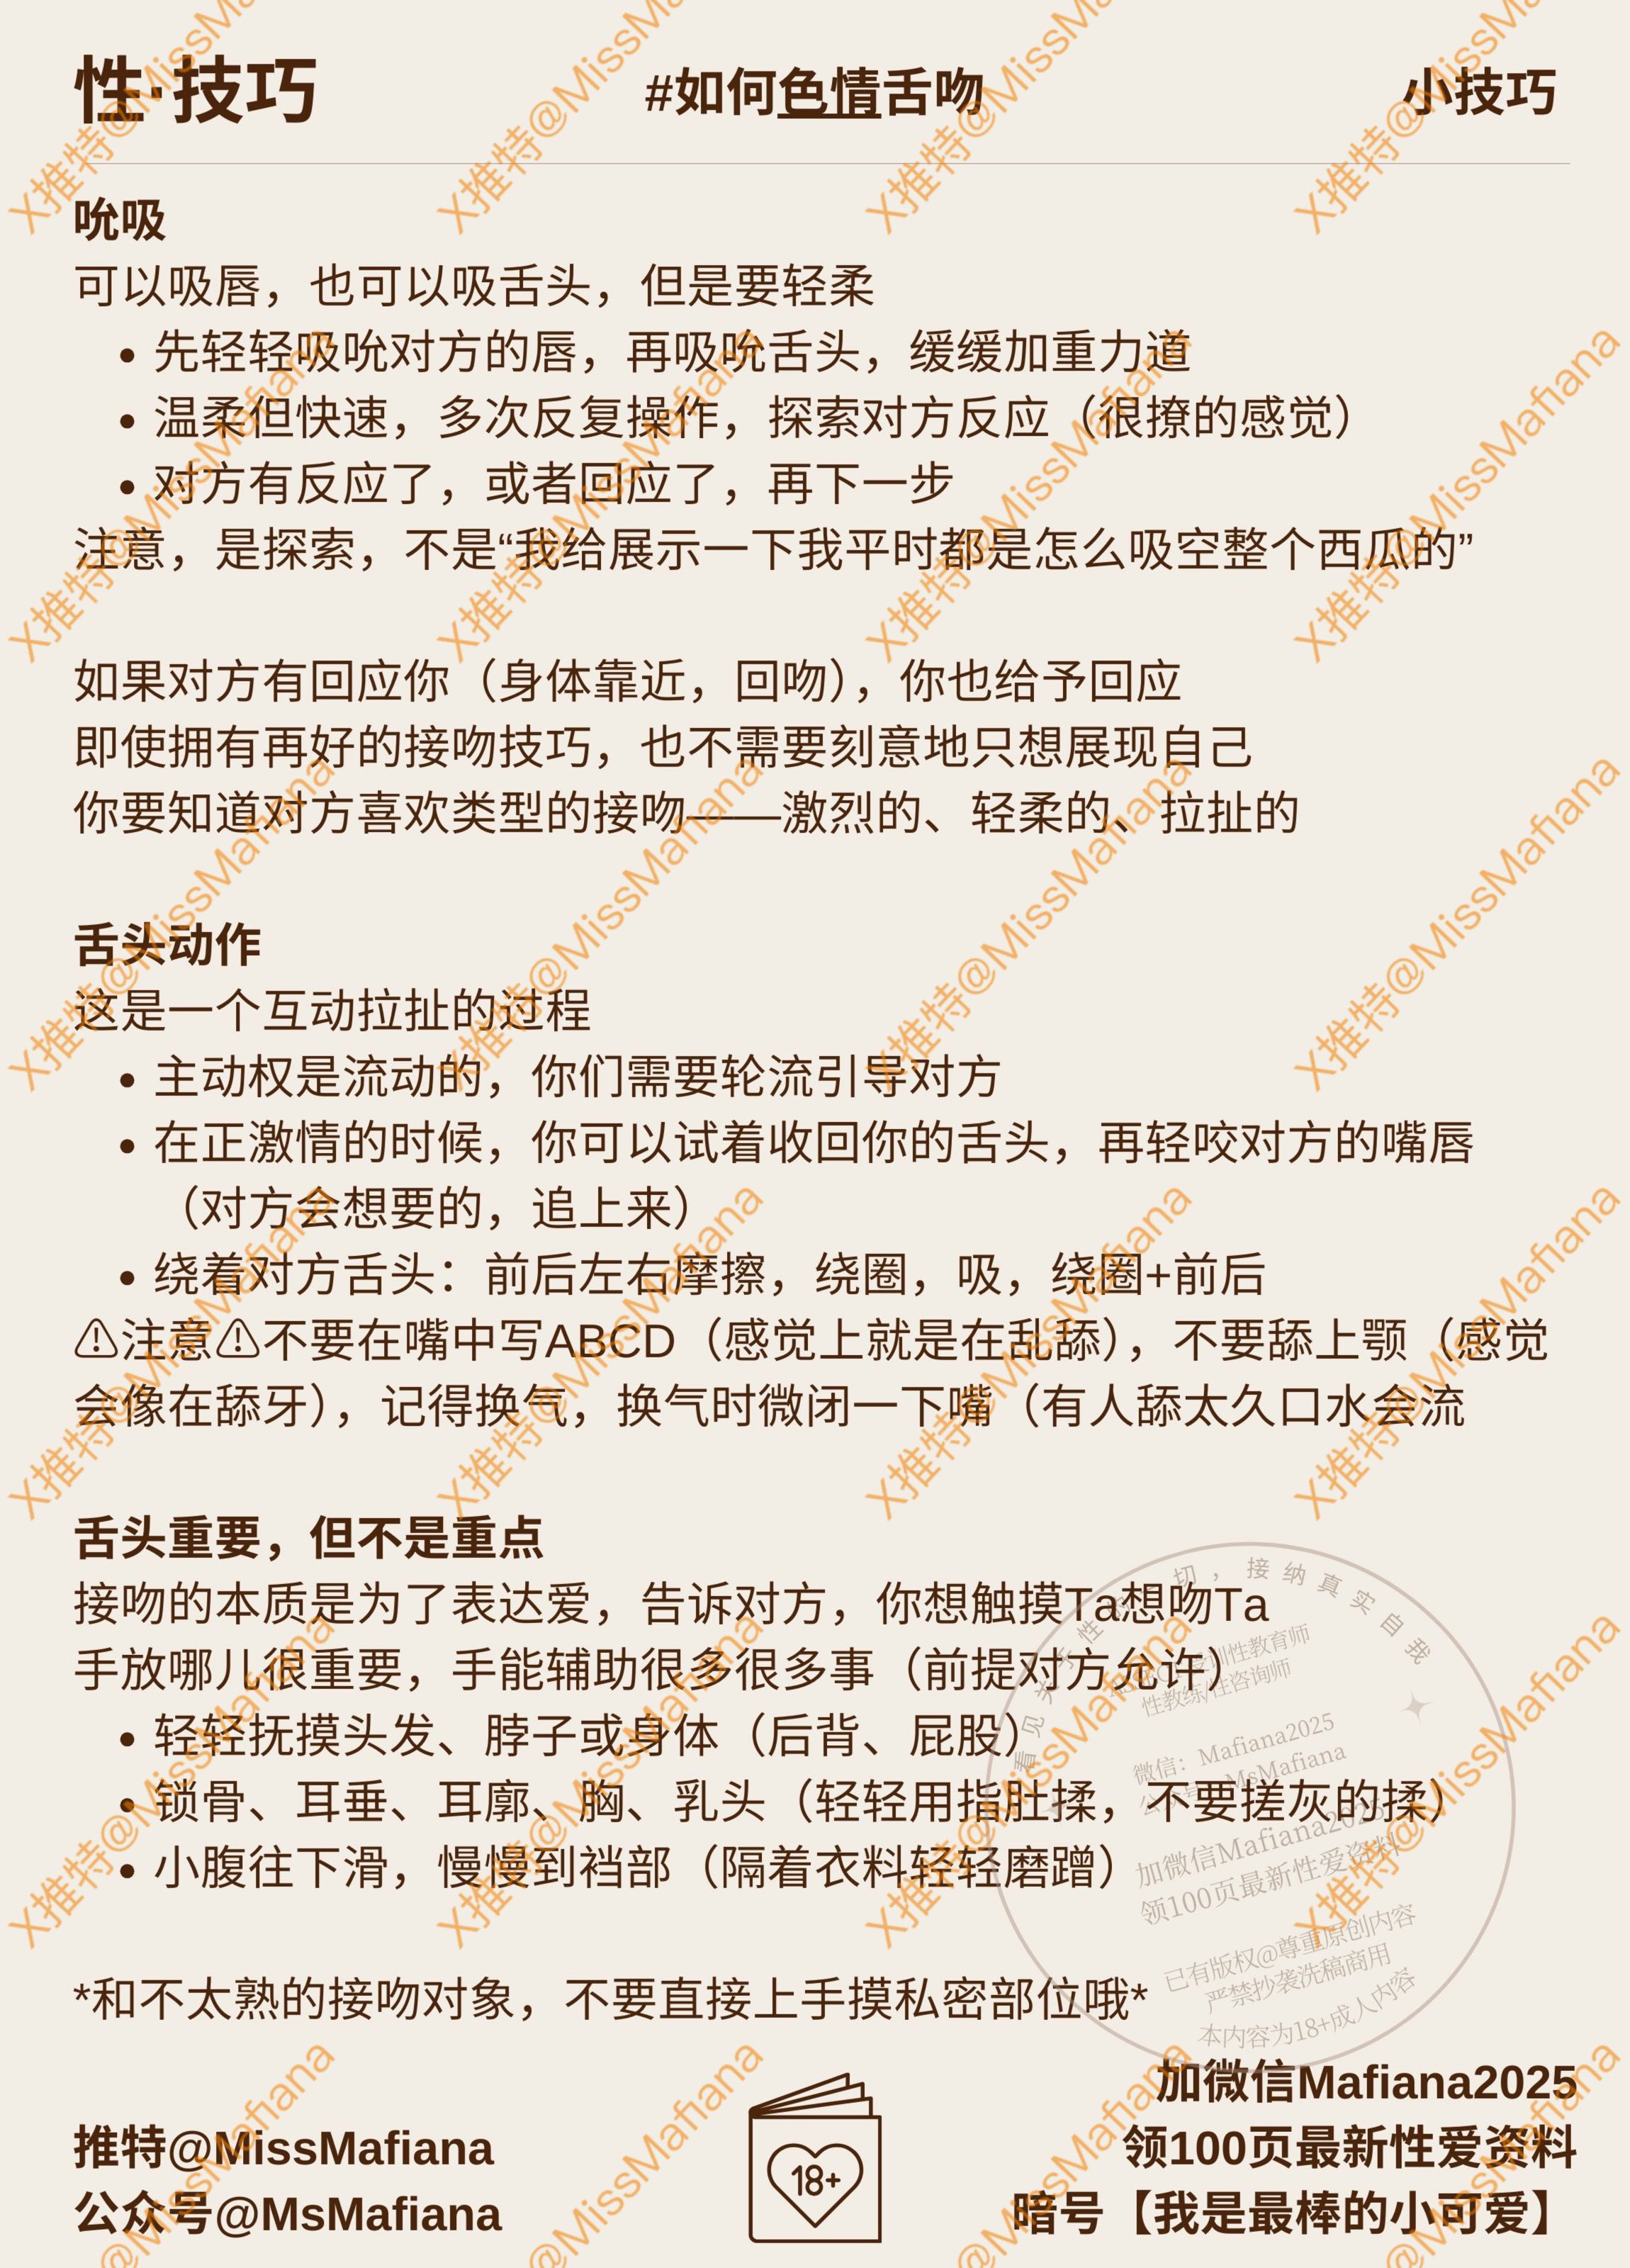 性·技巧
#如何色情舌吻
小技巧
吮吸
可以吸唇，也可以吸舌头，但是要轻柔
• 先轻轻吸吮对方的唇，再吸吮舌头，缓缓加重力道
• 温柔但快速，多次反复操作，探索对方反应（很撩的感觉）
• 对方有反应了，或者回应了，再下一步
注意，是探索，不是“我给展示一下我平时都是怎么吸空整个西瓜的”
如果对方有回应你（身体靠近，回吻），你也给予回应
即使拥有再好的接吻技巧，也不需要刻意地只想展现自己
你要知道对方喜欢类型的接吻——激烈的、轻柔的、拉扯的
舌头动作
这是一个互动拉扯的过程
• 主动权是流动的，你们需要轮流引导对方
• 在正激情的时候，你可以试着收回你的舌头，再轻咬对方的嘴唇
（对方会想要的，追上来）
• 绕着对方舌头：前后左右摩擦，绕圈，吸，绕圈+前后
⚠注意⚠不要在嘴中写ABCD（感觉上就是在乱舔），不要舔上颚（感觉
会像在舔牙），记得换气，换气时微闭一下嘴（有人舔太久口水会流
舌头重要，但不是重点
接吻的本质是为了表达爱，告诉对方，你想触摸Ta想吻Ta
手放哪儿很重要，手能辅助很多很多事（前提对方允许）
• 轻轻抚摸头发、脖子或身体（后背、屁股）
• 锁骨、耳垂、耳廓、胸、乳头（轻轻用指肚揉，不要搓灰的揉）
• 小腹往下滑，慢慢到裆部（隔着衣料轻轻磨蹭）
*和不太熟的接吻对象，不要直接上手摸私密部位哦*
看见关于性的一切，接纳真实自我
受训性教育师
性教练/性咨询师
微信：Mafiana2025
公众号：MsMafiana
加微信Mafiana2025
领100页最新性爱资料
已有版权@尊重原创内容
严禁抄袭洗稿商用
本内容为18+成人内容
推特@MissMafiana
公众号@MsMafiana
18+
加微信Mafiana2025
领100页最新性爱资料
暗号【我是最棒的小可爱】
X推特@MissMafiana